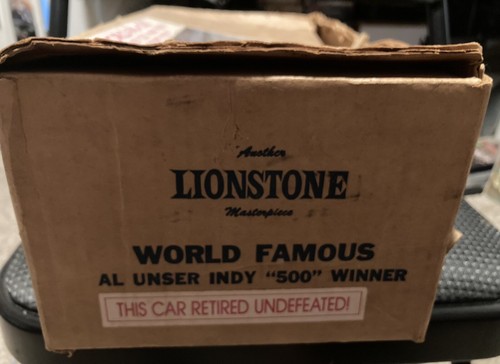 Another
LIONSTONE
Masterpiece
WORLD FAMOUS
AL UNSER INDY “500” WINNER
THIS CAR RETIRED UNDEFEATED!